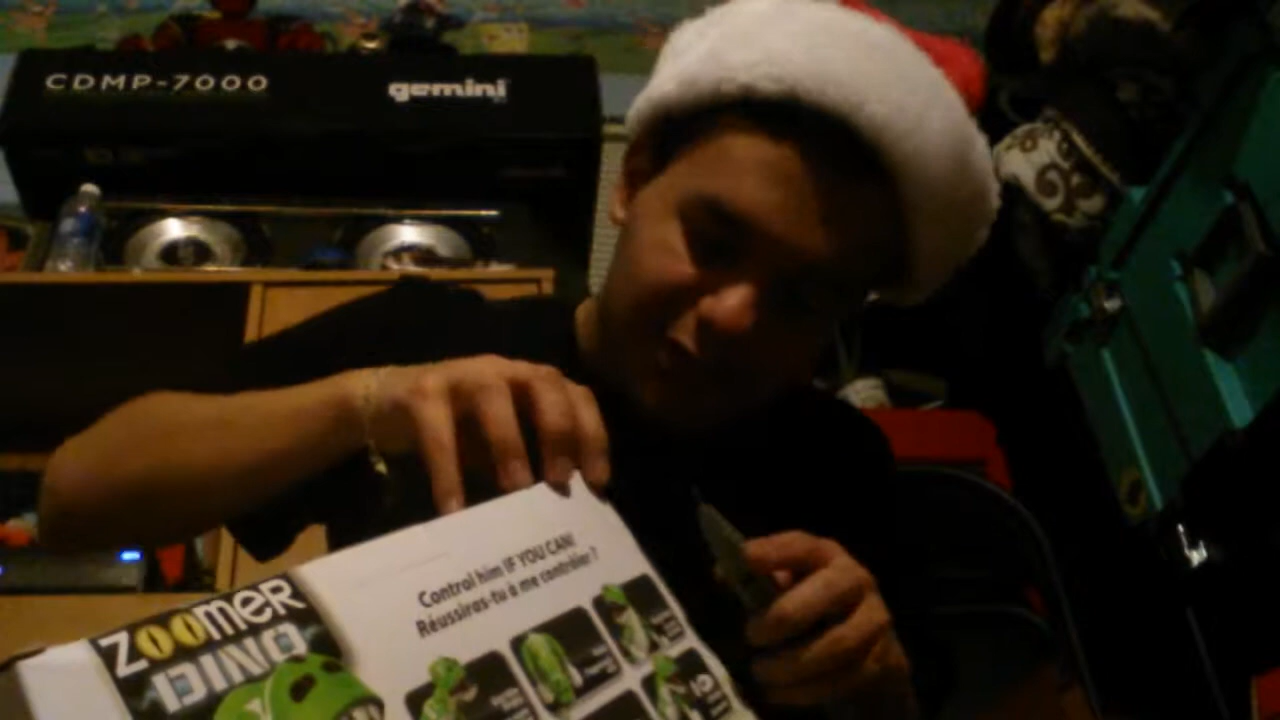 CDMP-7000
gemini
Control him IF YOU CAN!
Réussiras-tu à me contrôler ?
ZOOMER
DINO